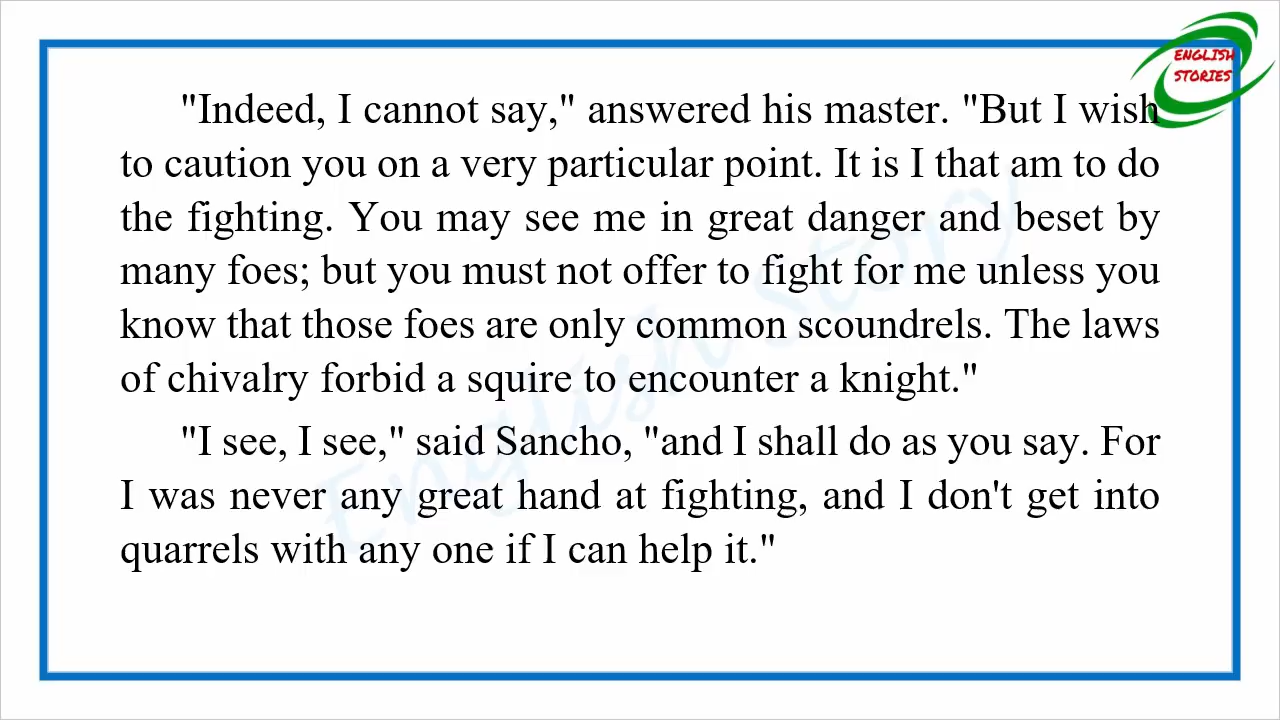 ENGLISH
STORIES
"Indeed, I cannot say," answered his master. "But I wish
to caution you on a very particular point. It is I that am to do
the fighting. You may see me in great danger and beset by
many foes; but you must not offer to fight for me unless you
know that those foes are only common scoundrels. The laws
of chivalry forbid a squire to encounter a knight."
"I see, I see," said Sancho, "and I shall do as you say. For
I was never any great hand at fighting, and I don't get into
quarrels with any one if I can help it."
English Story